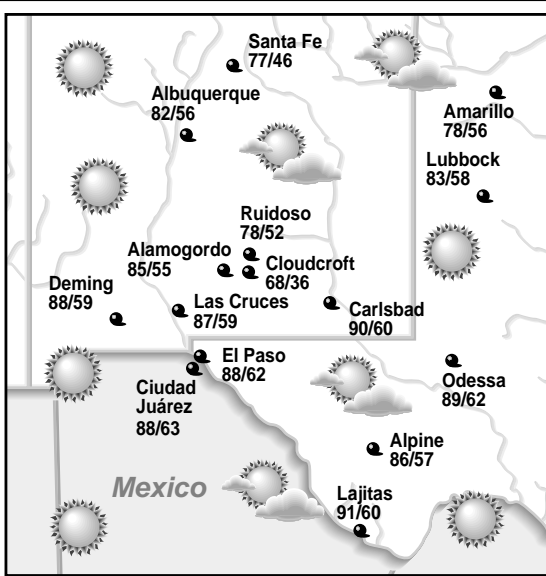 Santa Fe
77/46
Albuquerque
82/56
Amarillo
78/56
Lubbock
83/58
Ruidoso
78/52
Alamogordo
85/55
Cloudcroft
68/36
Deming
88/59
Las Cruces
87/59
Carlsbad
90/60
El Paso
88/62
Ciudad
Juárez
88/63
Odessa
89/62
Alpine
86/57
Mexico
Lajitas
91/60